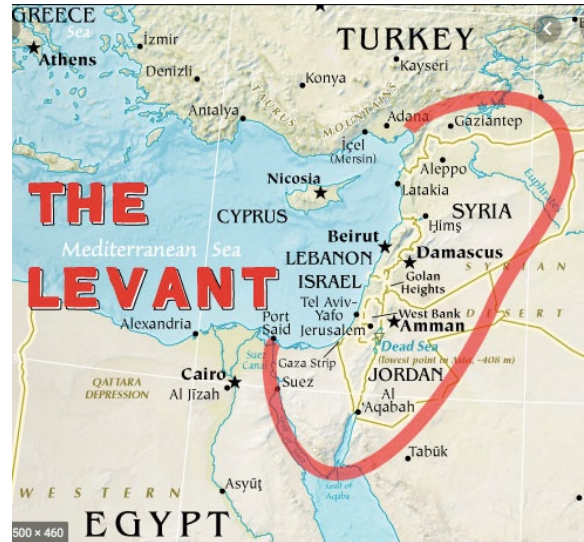 GREECE
Sea
Athens
İzmir
Denizli
Antalya
TURKEY
Konya
Kayseri
TAURUS
MOUNTAINS
Adana
Gaziantep
İçel
(Mersin)
Aleppo
Latakia
Euphrates
Nicosia
CYPRUS
THE
LEVANT
Mediterranean Sea
SYRIA
Ḩimş
Beirut
LEBANON
Damascus
SYRIAN
DESERT
ISRAEL
Golan
Heights
Tel Aviv-
Yafo
West Bank
Jerusalem
Amman
Dead Sea
(lowest point in Asia, -408 m)
Port
Said
Alexandria
Suez
Canal
Gaza Strip
Cairo
Al Jīzah
Suez
JORDAN
Al
'Aqabah
QATTARA
DEPRESSION
Tabūk
Gulf of
Aqaba
Asyūţ
WESTERN
EGYPT
500 × 460